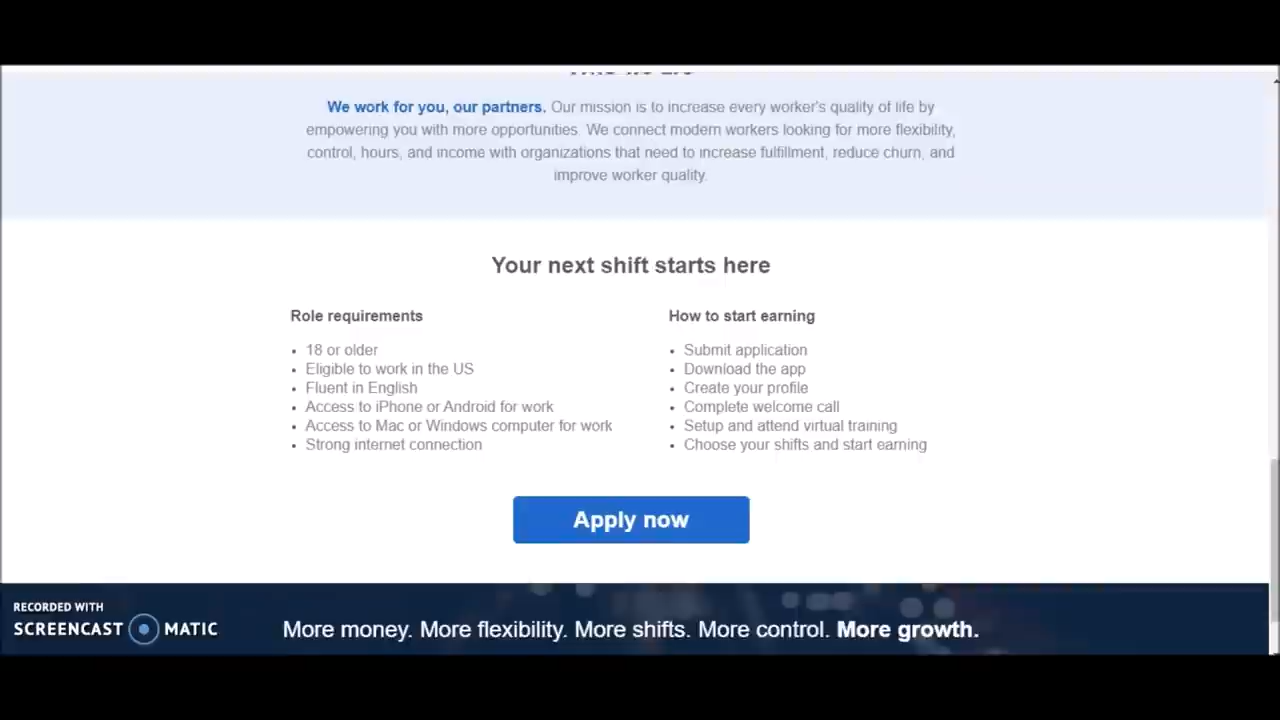 We work for you, our partners. Our mission is to increase every worker's quality of life by
empowering you with more opportunities. We connect modern workers looking for more flexibility,
control, hours, and income with organizations that need to increase fulfillment, reduce churn, and
improve worker quality.
Your next shift starts here
Role requirements
18 or older
Eligible to work in the US
Fluent in English
Access to iPhone or Android for work
Access to Mac or Windows computer for work
Strong internet connection
How to start earning
Submit application
Download the app
Create your profile
Complete welcome call
Setup and attend virtual training
Choose your shifts and start earning
Apply now
RECORDED WITH
SCREENCAST MATIC
More money. More flexibility. More shifts. More control. More growth.